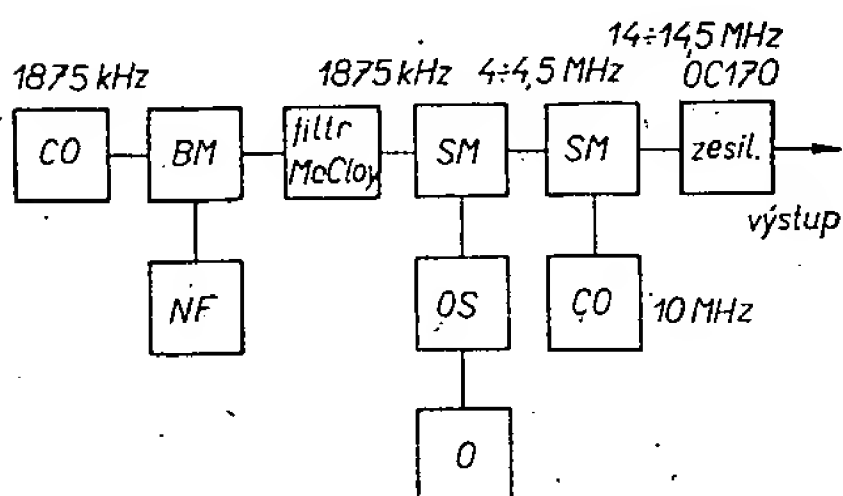 14÷14,5 MHz
1875 kHz 1875 kHz 4÷4,5 MHz OC170
CO BM filtr McCloy SM SM zesil.
výstup
NF OS CO 10 MHz
O